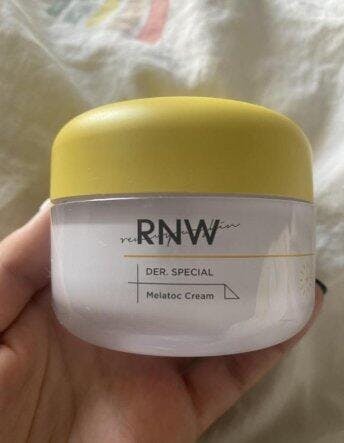 RNW
DER. SPECIAL
Melatoc Cream